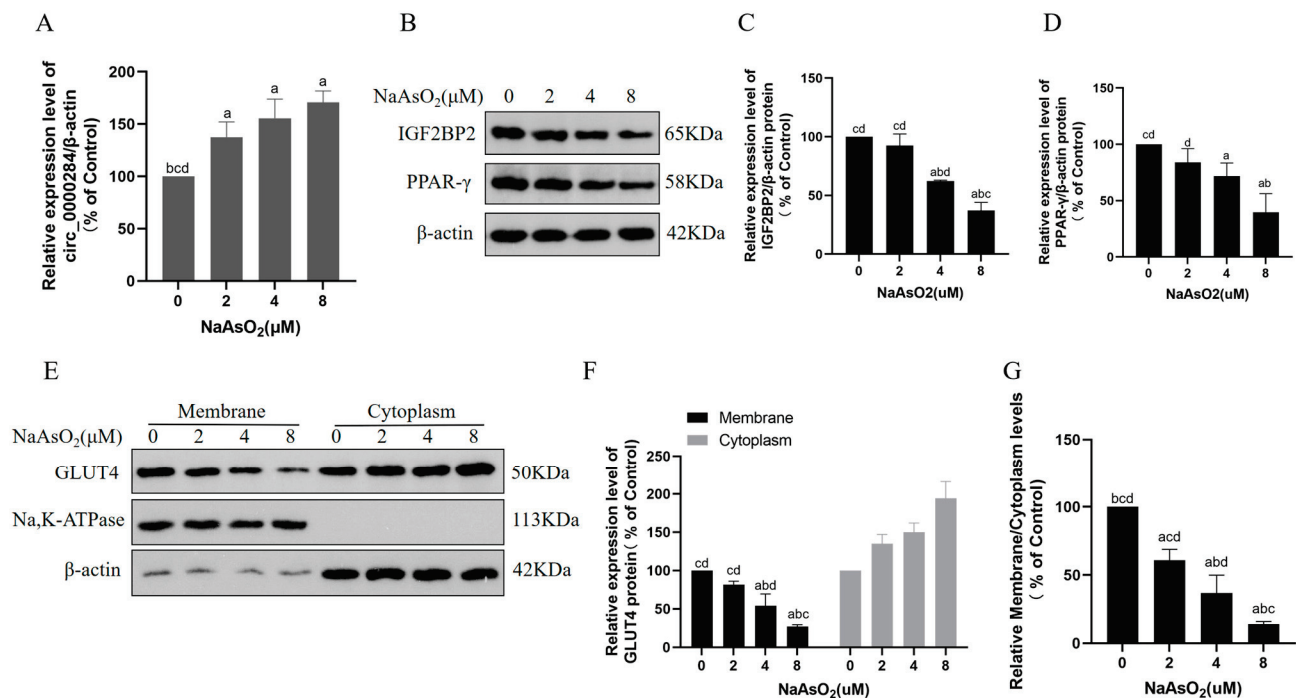 A
Relative expression level of
circ_0000284/β-actin
(% of Control)
200
150
100
50
0
bcd
a
a
a
0 2 4 8
NaAsO₂(μM)
B
NaAsO₂(μM) 0 2 4 8
IGF2BP2 65KDa
PPAR-γ 58KDa
β-actin 42KDa
C
Relative expression level of
IGF2BP2/β-actin protein
( % of Control)
150
100
50
0
cd
cd
abd
abc
0 2 4 8
NaAsO2(uM)
D
Relative expression level of
PPAR-γ/β-actin protein
( % of Control)
150
100
50
0
cd
d
a
ab
0 2 4 8
NaAsO2(uM)
E
Membrane Cytoplasm
NaAsO₂(μM) 0 2 4 8 0 2 4 8
GLUT4 50KDa
Na,K-ATPase 113KDa
β-actin 42KDa
F
Membrane
Cytoplasm
Relative expression level of
GLUT4 protein( % of Control)
250
200
150
100
50
0
cd
cd
abd
abc
0 2 4 8 0 2 4 8
NaAsO₂(uM)
G
Relative Membrane/Cytoplasm levels
( % of Control)
150
100
50
0
bcd
acd
abd
abc
0 2 4 8
NaAsO₂(uM)